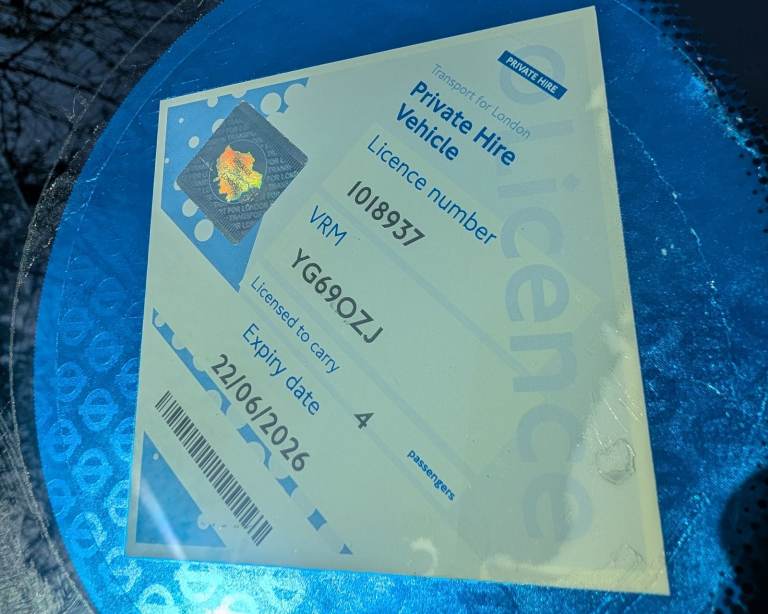 PRIVATE HIRE
Transport for London
Private Hire
Vehicle
Licence number
1018937
VRM
YG69OZJ
Licensed to carry
4
passengers
Expiry date
22/06/2026
Licence